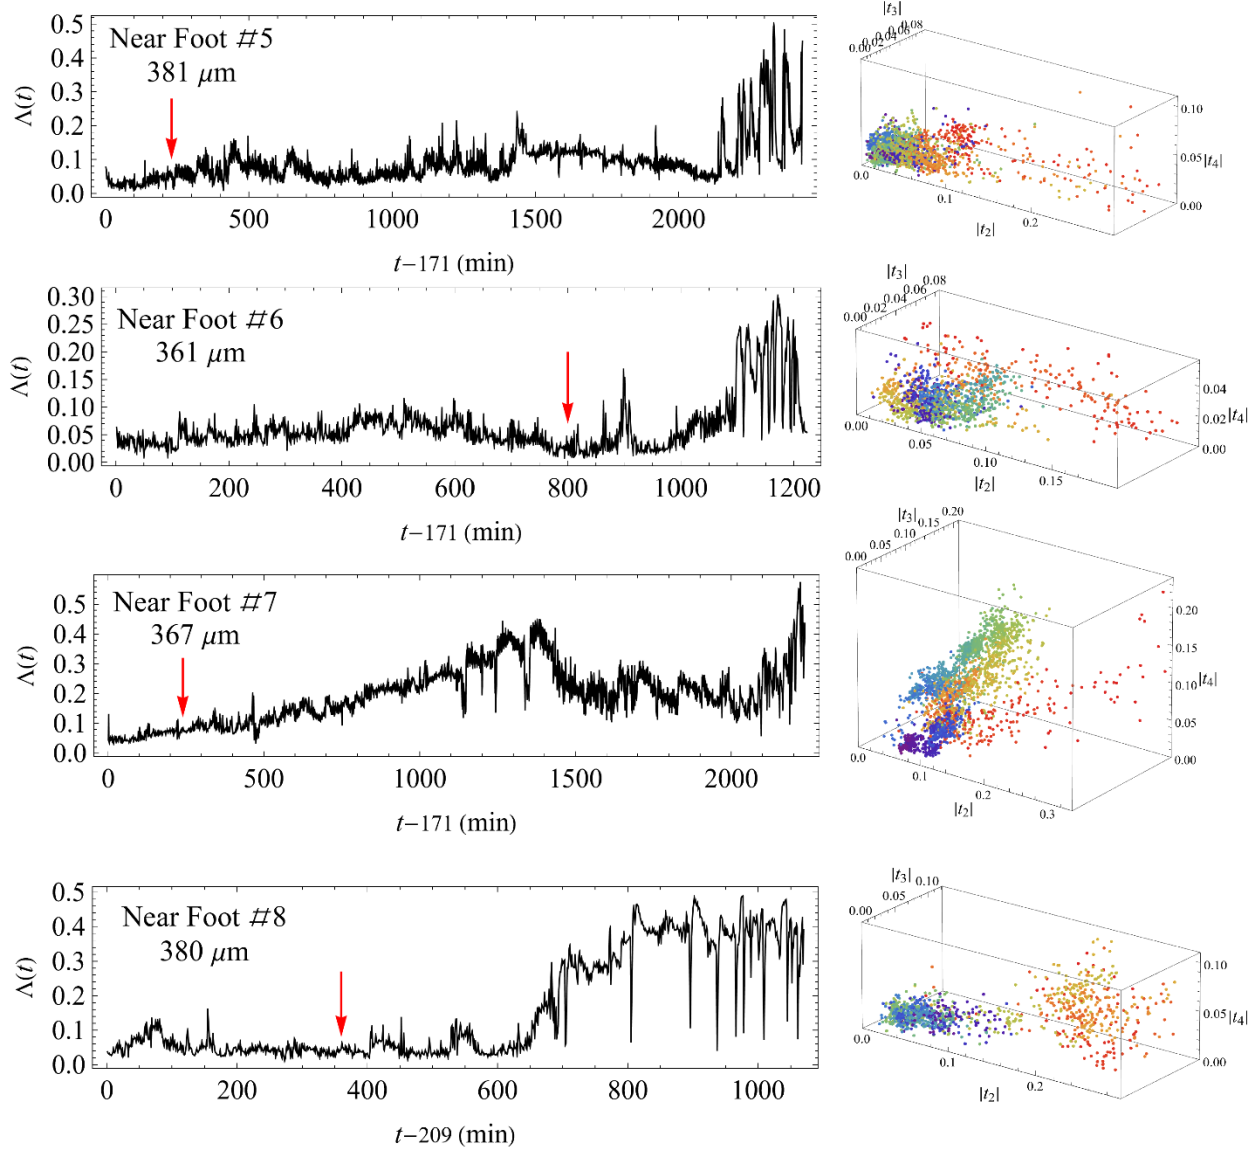 Near Foot #5
381 μm
Λ(t)
0.5
0.4
0.3
0.2
0.1
0.0
0 500 1000 1500 2000
t−171 (min)
|t3|
0.00 0.02 0.04 0.06 0.08
0.10
0.05
0.00
|t4|
0.0 0.1 0.2
|t2|
Near Foot #6
361 μm
Λ(t)
0.30
0.25
0.20
0.15
0.10
0.05
0.00
0 200 400 600 800 1000 1200
t−171 (min)
|t3|
0.00 0.02 0.04 0.06 0.08
0.04
0.02
0.00
|t4|
0.00 0.05 0.10 0.15
|t2|
Near Foot #7
367 μm
Λ(t)
0.5
0.4
0.3
0.2
0.1
0.0
0 500 1000 1500 2000
t−171 (min)
|t3|
0.00 0.05 0.10 0.15 0.20
0.20
0.15
0.10
0.05
0.00
|t4|
0.0 0.1 0.2 0.3
|t2|
Near Foot #8
380 μm
Λ(t)
0.5
0.4
0.3
0.2
0.1
0.0
0 200 400 600 800 1000
t−209 (min)
|t3|
0.00 0.05 0.10
0.10
0.05
0.00
|t4|
0.0 0.1 0.2
|t2|